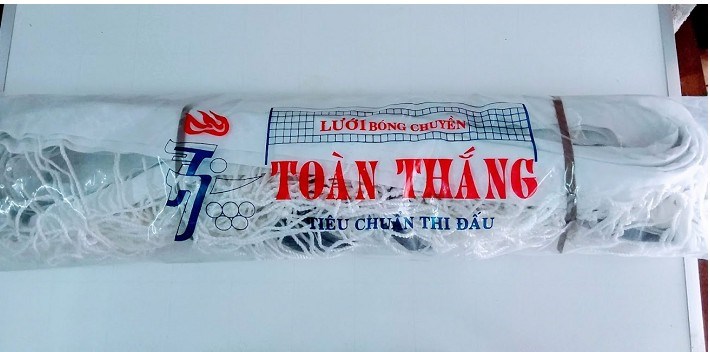 LƯỚI BÓNG CHUYỀN
TOÀN THẮNG
TIÊU CHUẨN THI ĐẤU